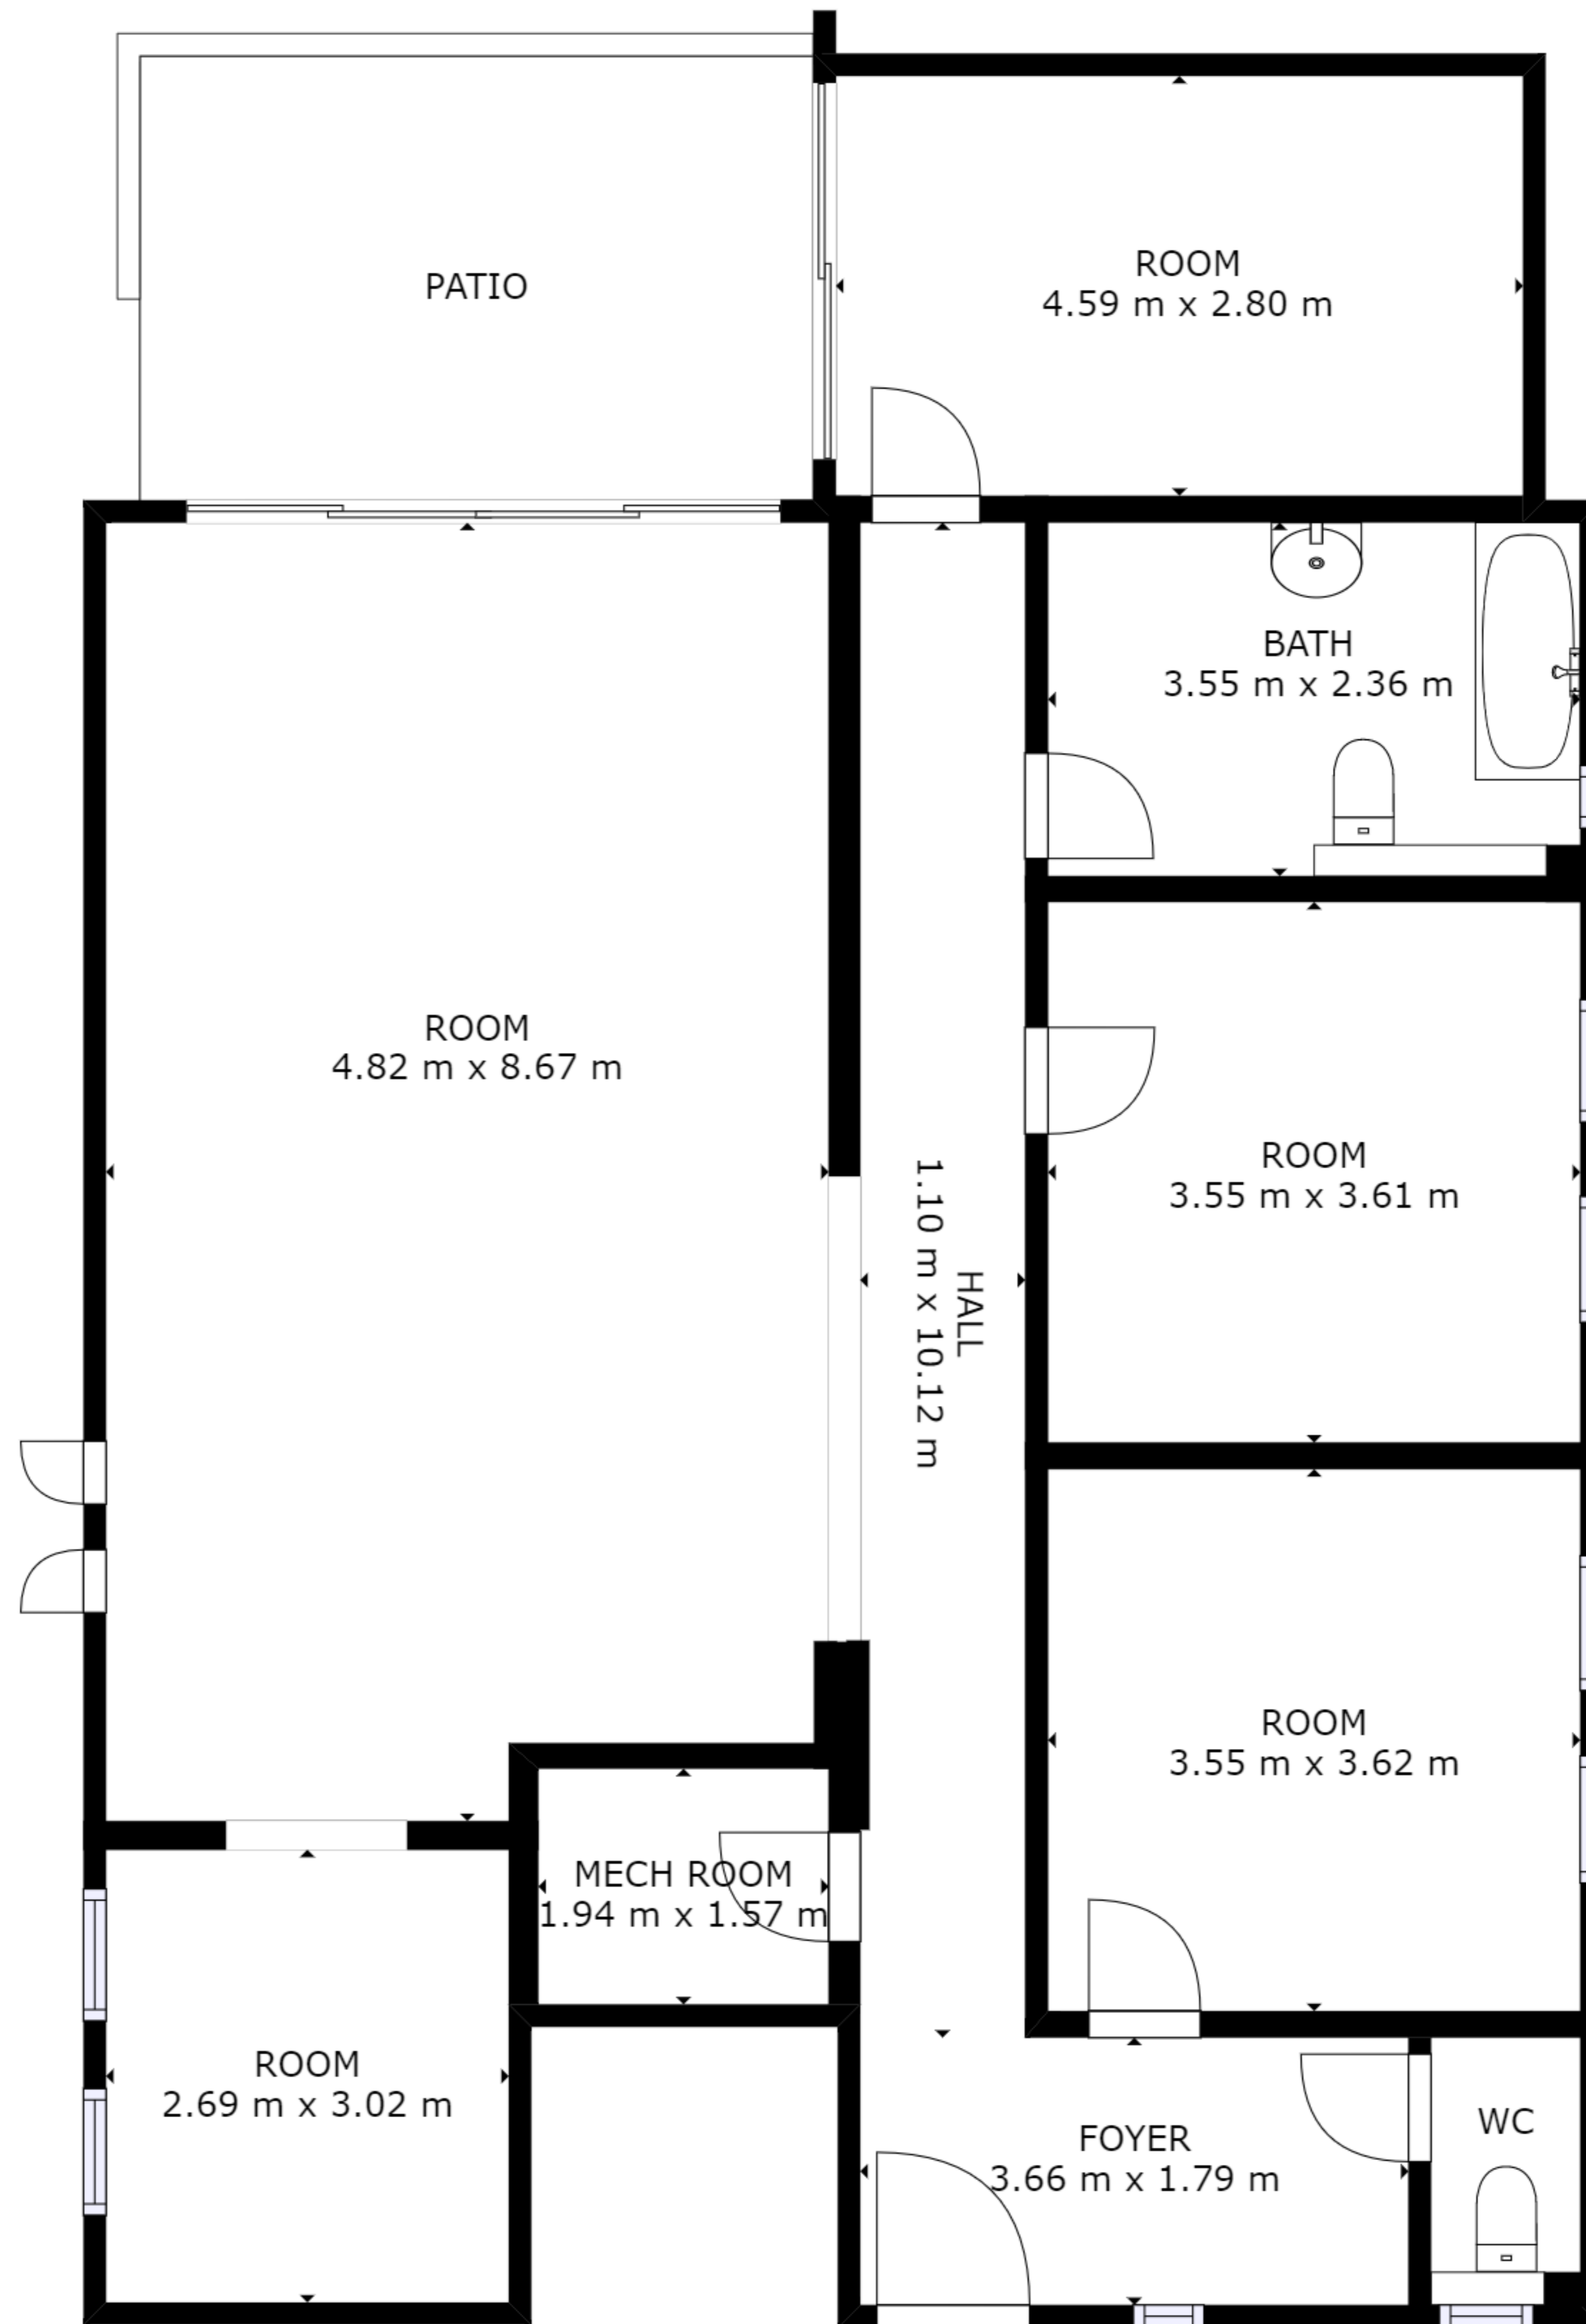 PATIO
ROOM
4.59 m x 2.80 m
BATH
3.55 m x 2.36 m
ROOM
4.82 m x 8.67 m
ROOM
3.55 m x 3.61 m
HALL
1.10 m x 10.12 m
ROOM
3.55 m x 3.62 m
MECH ROOM
1.94 m x 1.57 m
ROOM
2.69 m x 3.02 m
FOYER
3.66 m x 1.79 m
WC